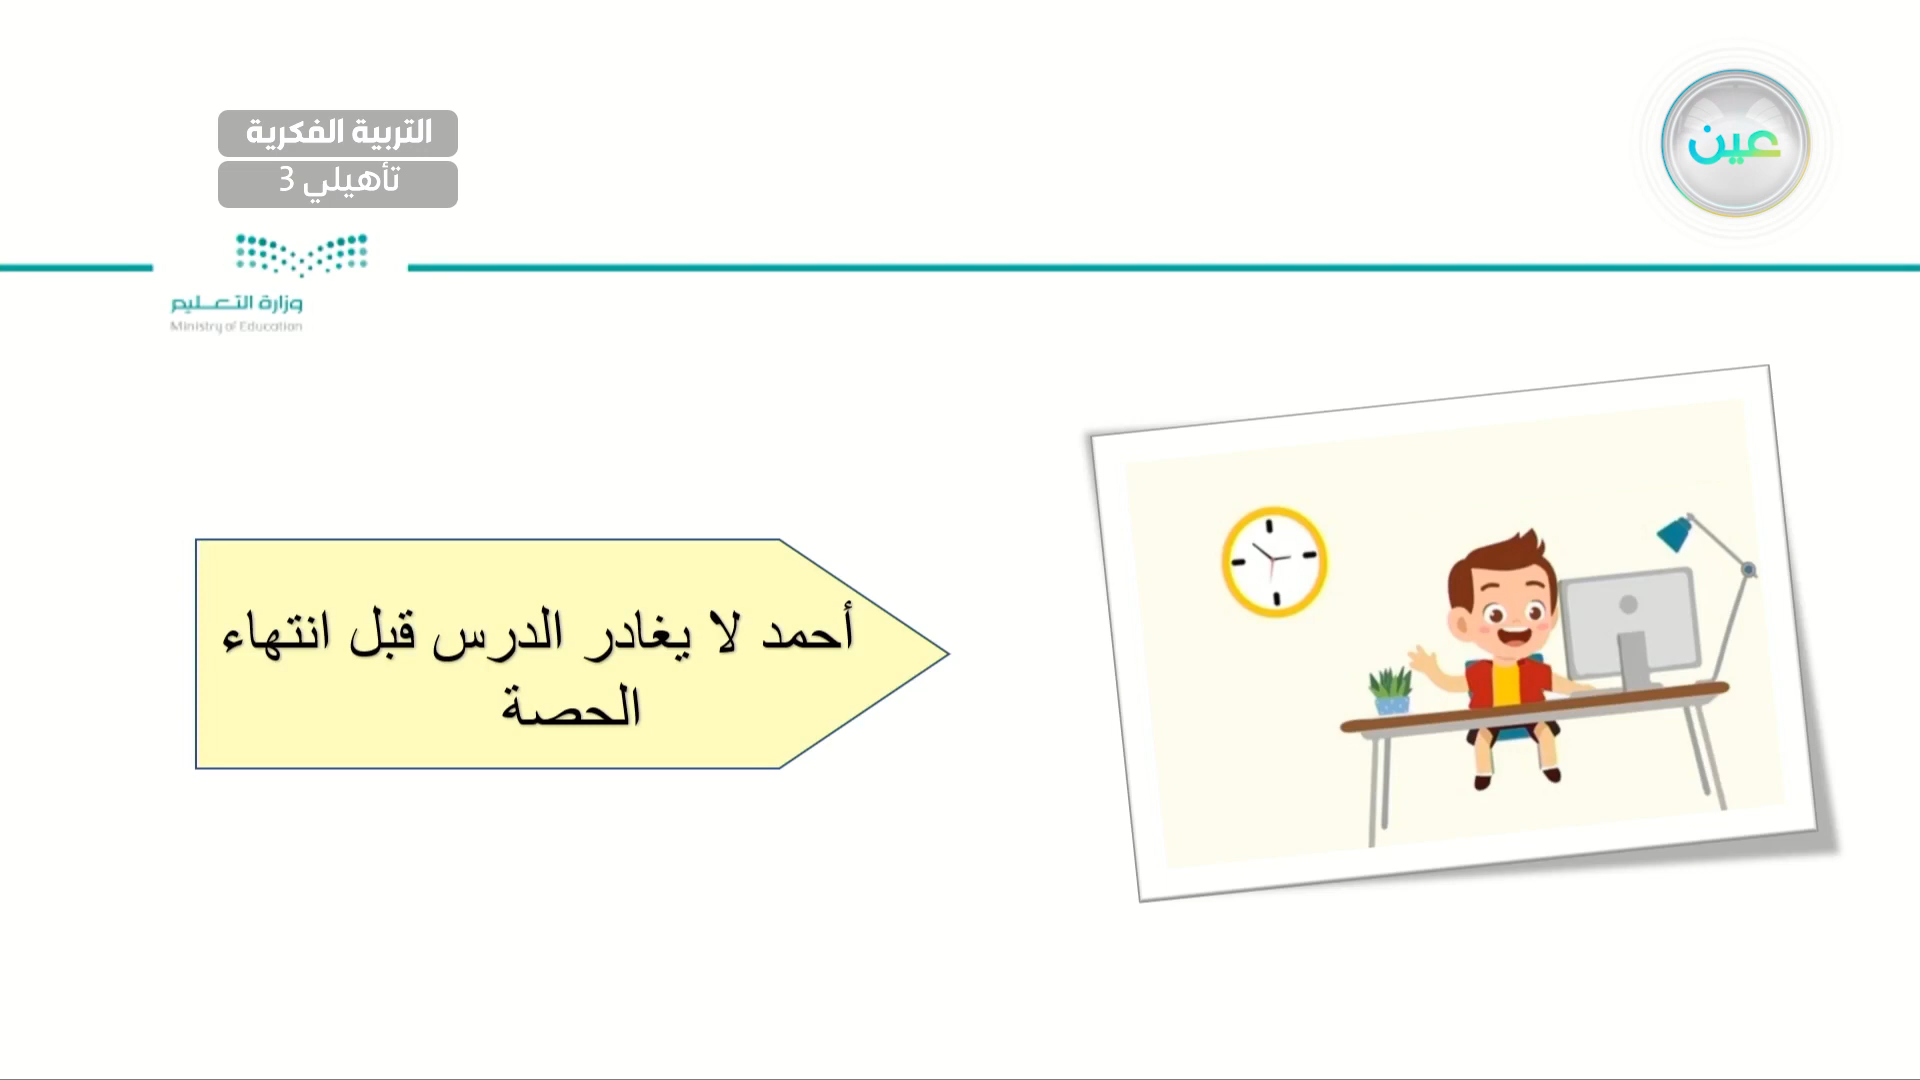 التربية الفكرية
تأهيلي 3
عين
وزارة التعليم
Ministry of Education
أحمد لا يغادر الدرس قبل انتهاء
الحصة